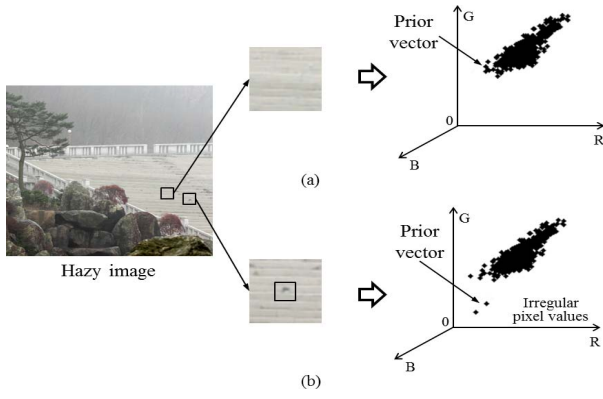 G
Prior
vector
0
R
B
(a)
Hazy image
G
Prior
vector
0
Irregular
pixel values
R
B
(b)